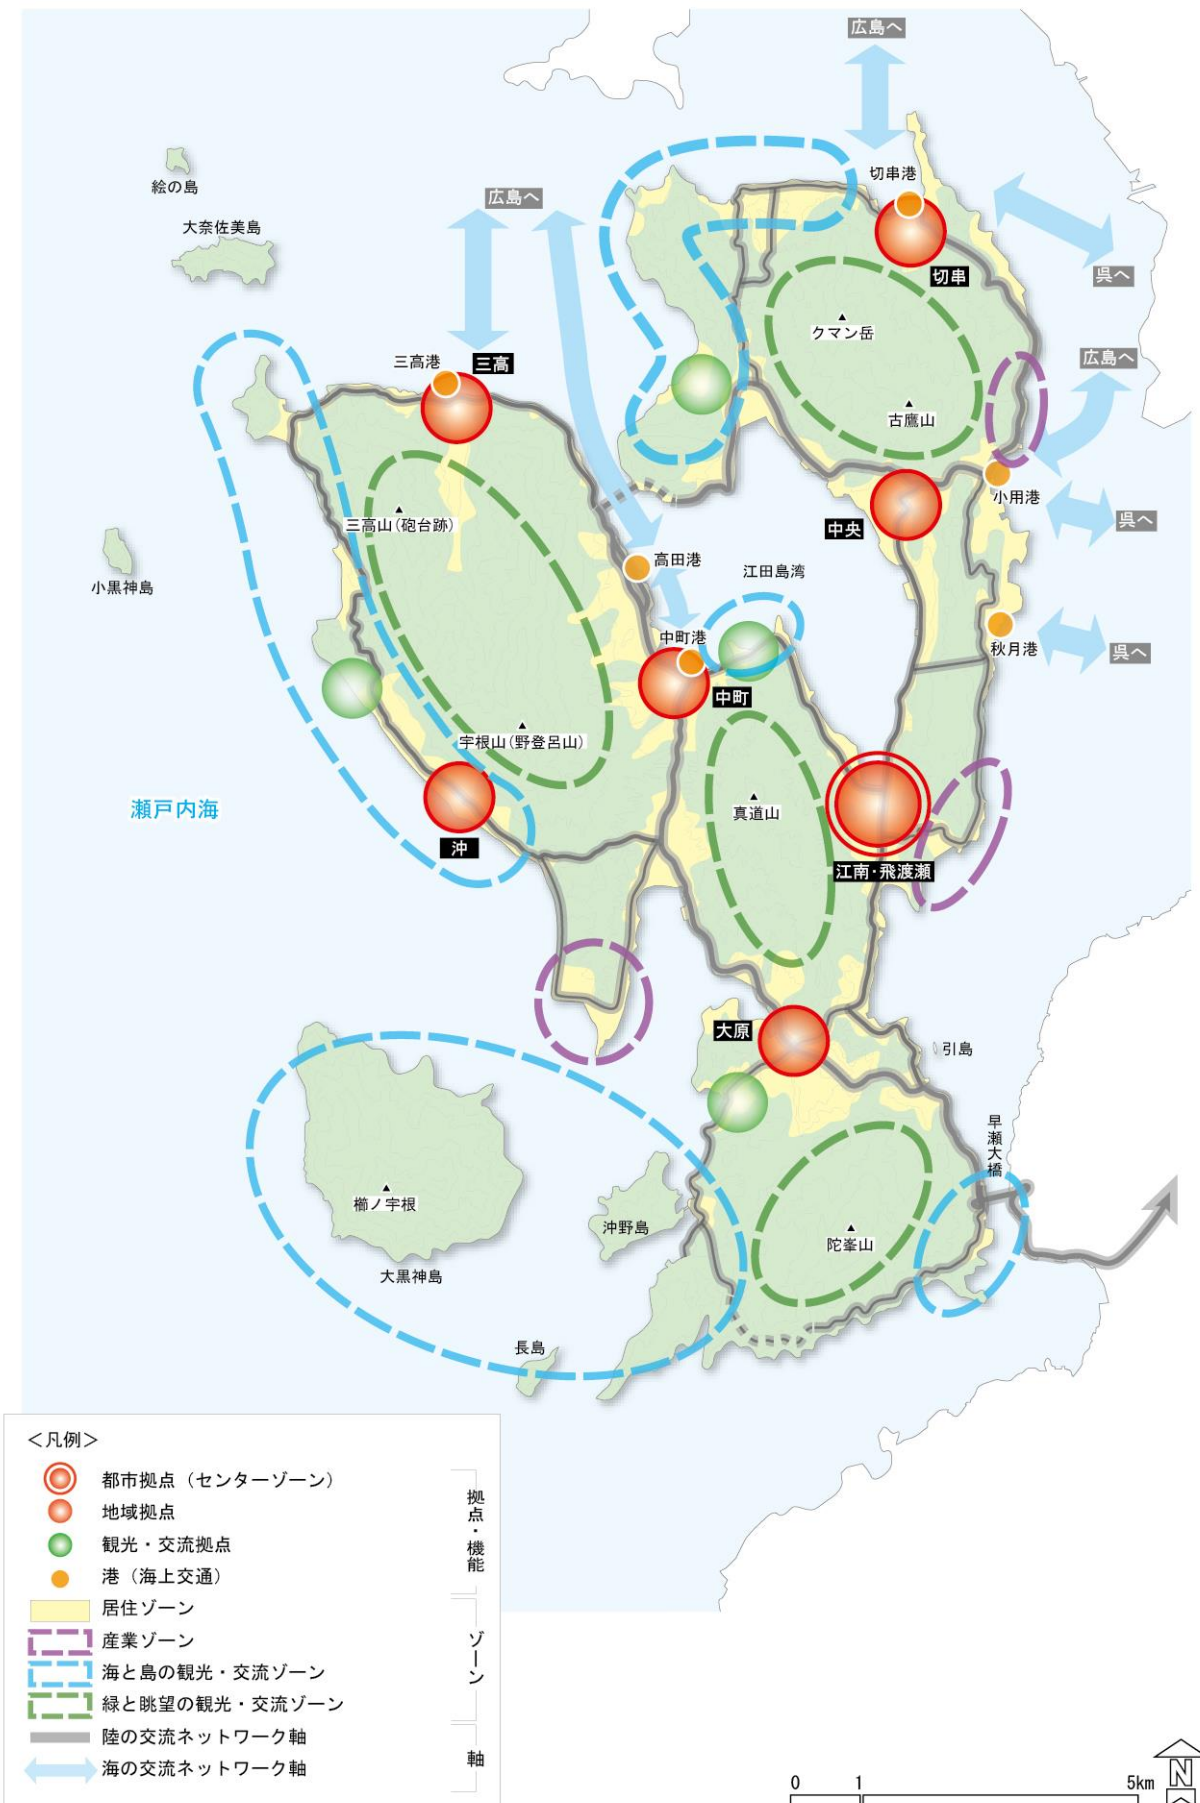 広島へ
切串港
絵の島
広島へ
大奈佐美島
呉へ
切串
クマン岳
三高港
三高
広島へ
古鷹山
小用港
三高山(砲台跡)
中央
呉へ
高田港
江田島湾
小黒神島
中町港
秋月港
呉へ
中町
宇根山(野登呂山)
瀬戸内海
真道山
沖
江南・飛渡瀬
大原
引島
早瀬大橋
櫛ノ宇根
沖野島
陀峯山
大黒神島
長島
<凡例>
都市拠点(センターゾーン)
地域拠点
観光・交流拠点
港(海上交通)
拠点・機能
居住ゾーン
産業ゾーン
海と島の観光・交流ゾーン
緑と眺望の観光・交流ゾーン
ゾーン
陸の交流ネットワーク軸
海の交流ネットワーク軸
軸
0 1 5km
N